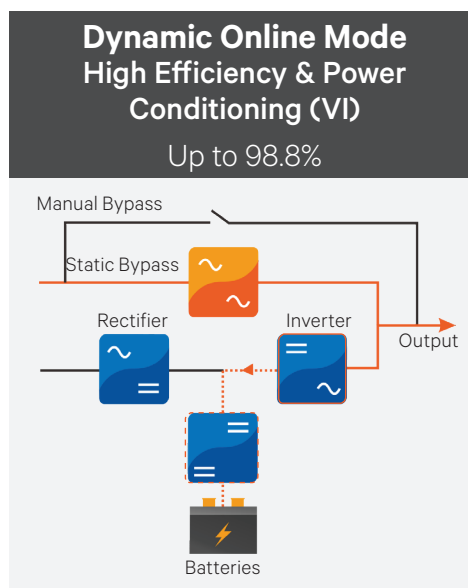 Dynamic Online Mode
High Efficiency & Power
Conditioning (VI)
Up to 98.8%
Manual Bypass
Static Bypass
Rectifier
Inverter
Output
Batteries